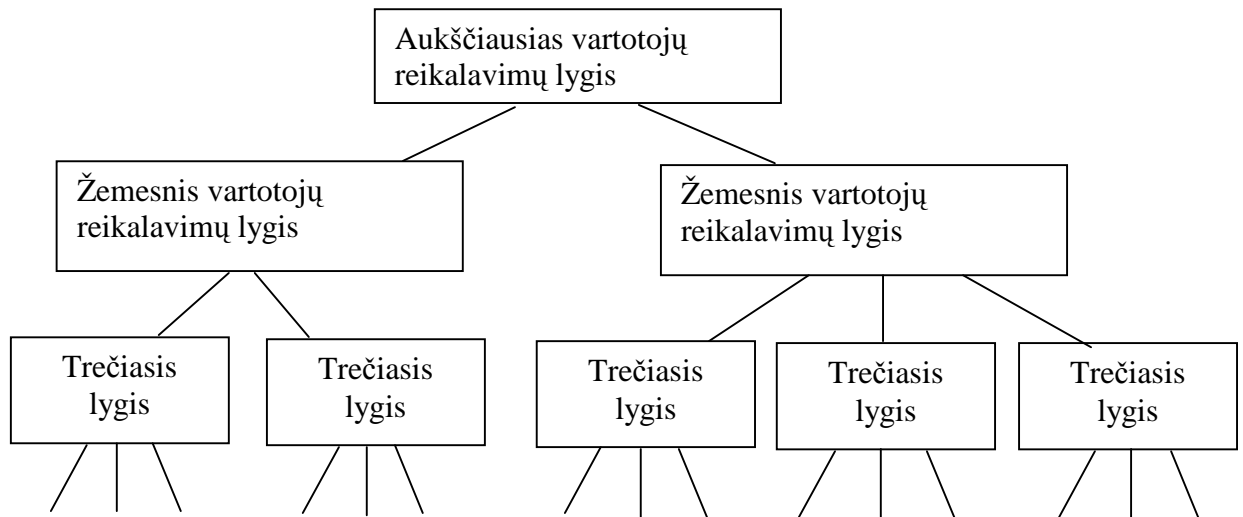 Aukščiausias vartotojų
reikalavimų lygis
Žemesnis vartotojų
reikalavimų lygis
Žemesnis vartotojų
reikalavimų lygis
Trečiasis
lygis
Trečiasis
lygis
Trečiasis
lygis
Trečiasis
lygis
Trečiasis
lygis